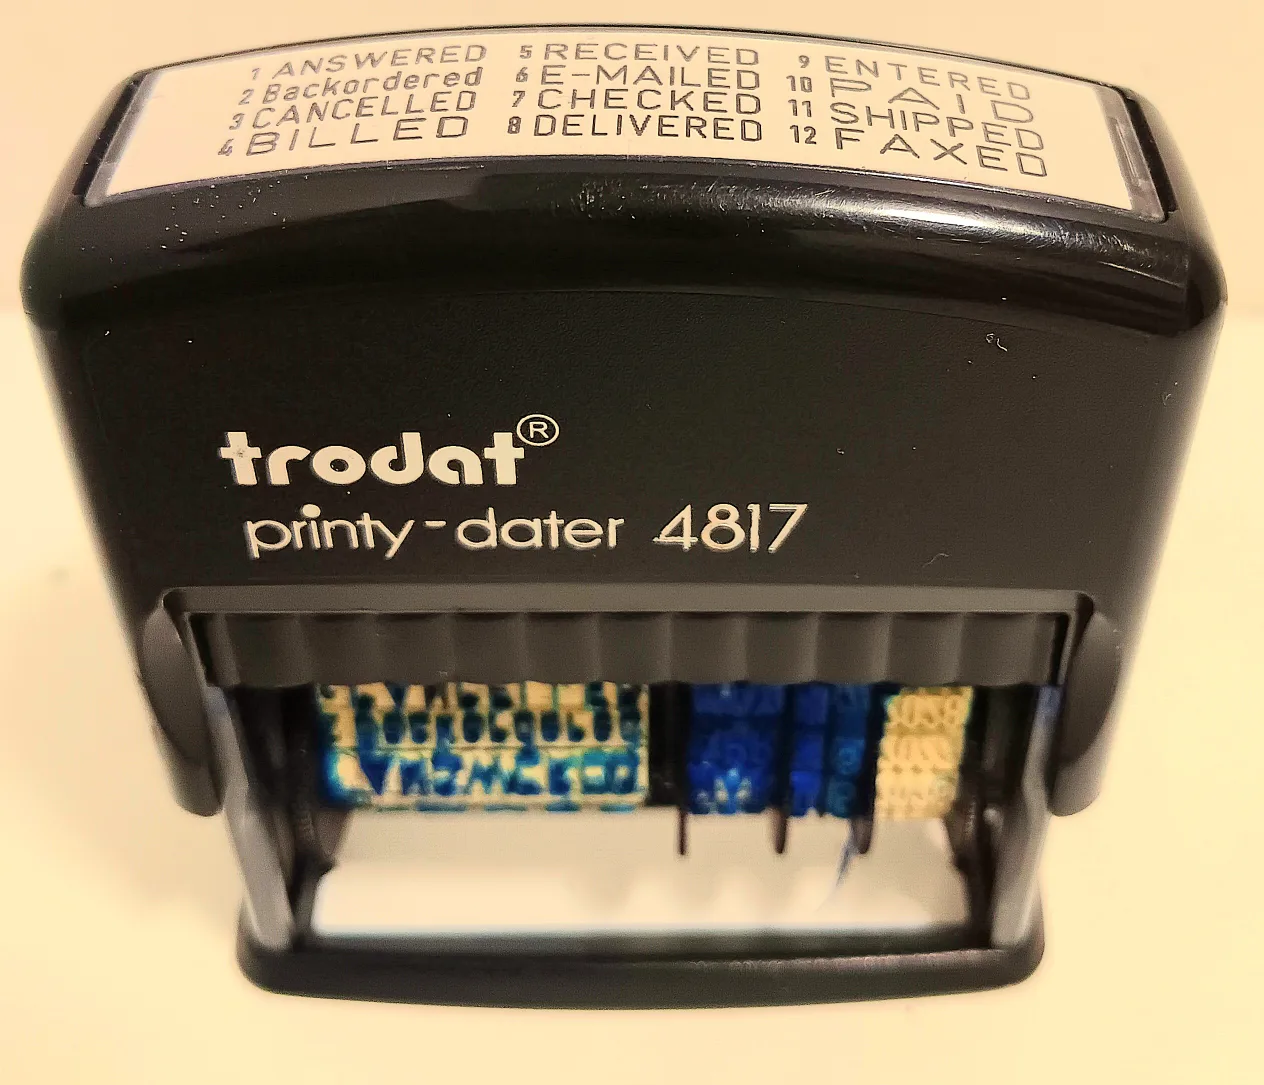 1 ANSWERED
2 Backordered
3 CANCELLED
4 BILLED
5 RECEIVED
6 E-MAILED
7 CHECKED
8 DELIVERED
9 ENTERED
10 PAID
11 SHIPPED
12 FAXED
trodat®
printy-dater 4817